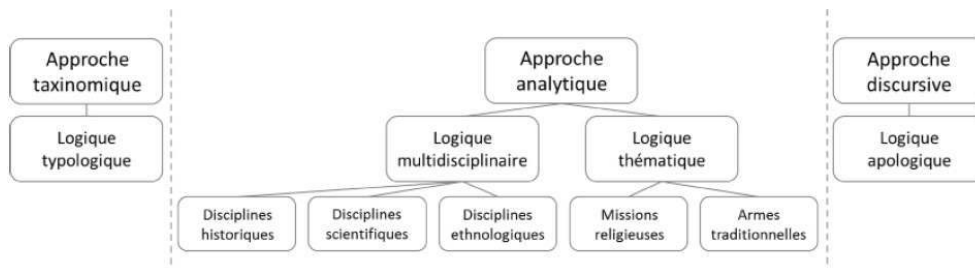 Approche
taxinomique
Logique
typologique
Approche
analytique
Logique
multidisciplinaire
Logique
thématique
Disciplines
historiques
Disciplines
scientifiques
Disciplines
ethnologiques
Missions
religieuses
Armes
traditionnelles
Approche
discursive
Logique
apologique